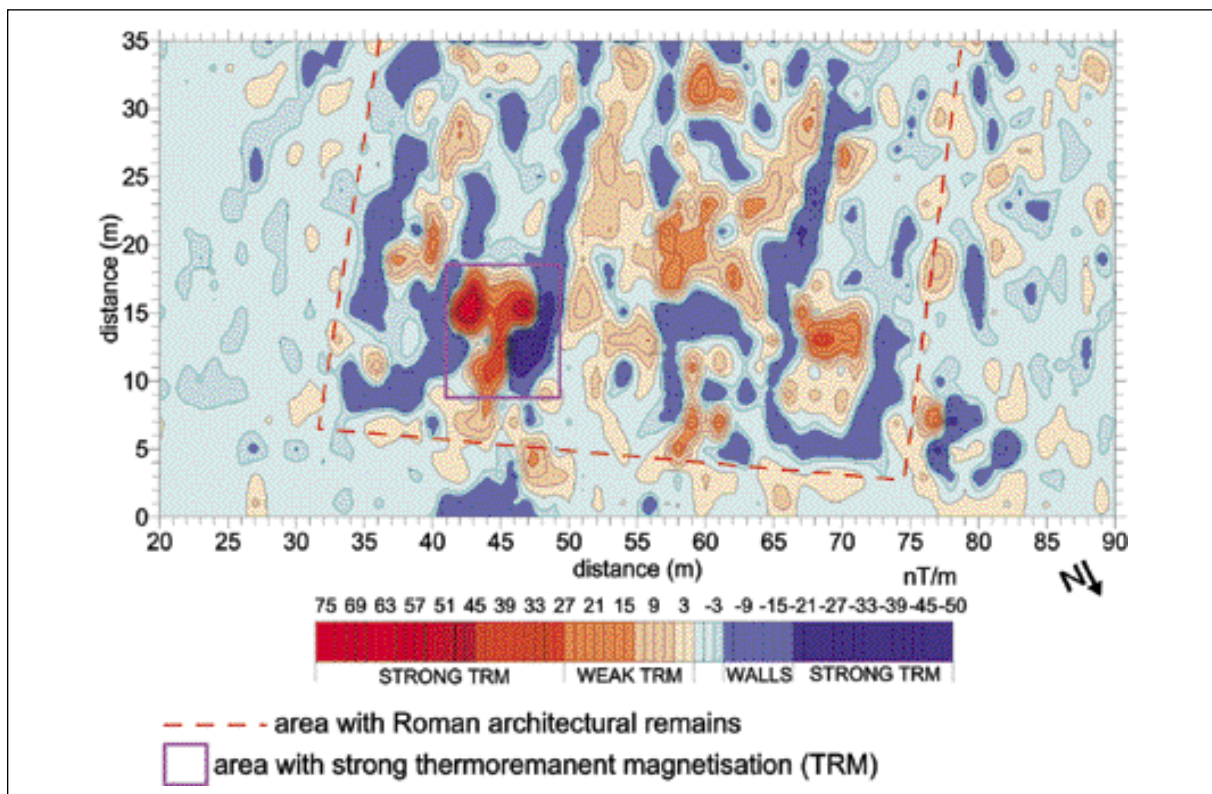 35
30
25
20
15
10
5
0
distance (m)
20 25 30 35 40 45 50 55 60 65 70 75 80 85 90
distance (m)
nT/m
N
75 69 63 57 51 45 39 33 27 21 15 9 3 -3 -9 -15 -21 -27 -33 -39 -45 -50
STRONG TRM WEAK TRM WALLS STRONG TRM
area with Roman architectural remains
area with strong thermoremanent magnetisation (TRM)